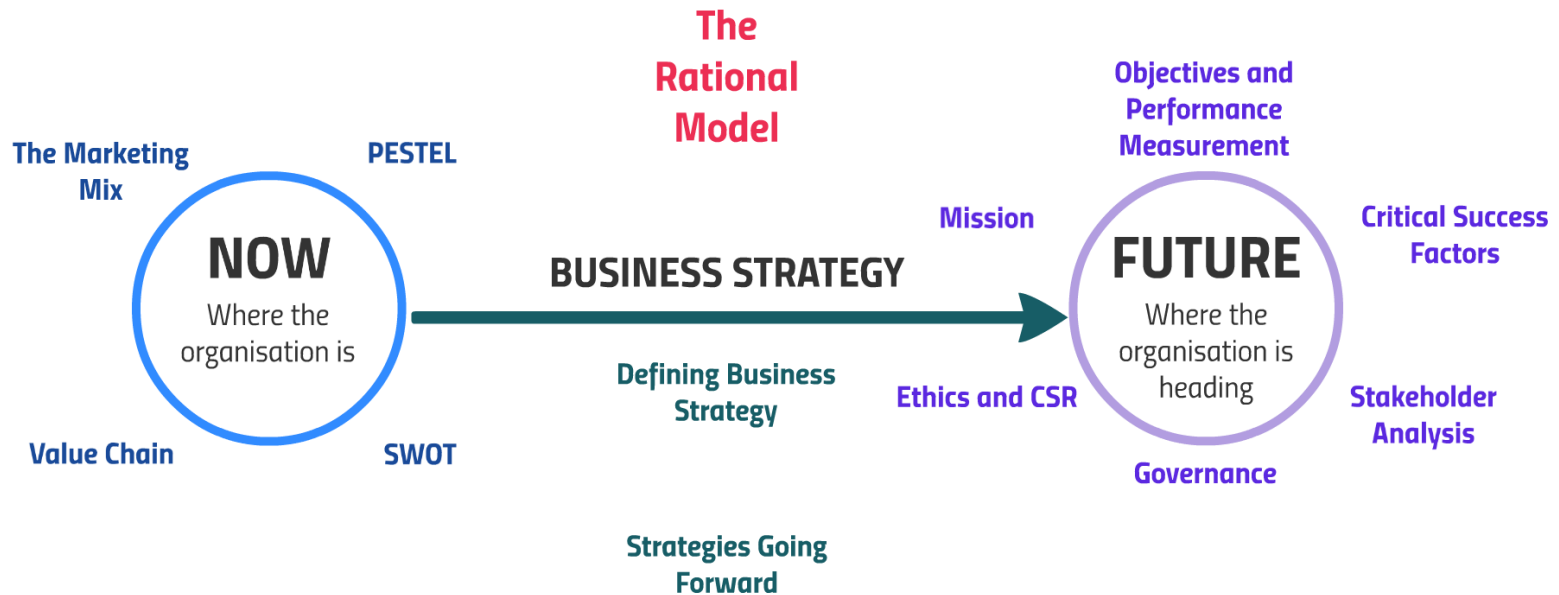 The
Rational
Model
The Marketing
Mix
PESTEL
NOW
Where the
organisation is
Value Chain
SWOT
BUSINESS STRATEGY
Defining Business
Strategy
Strategies Going
Forward
Objectives and
Performance
Measurement
Mission
Critical Success
Factors
FUTURE
Where the
organisation is
heading
Ethics and CSR
Stakeholder
Analysis
Governance